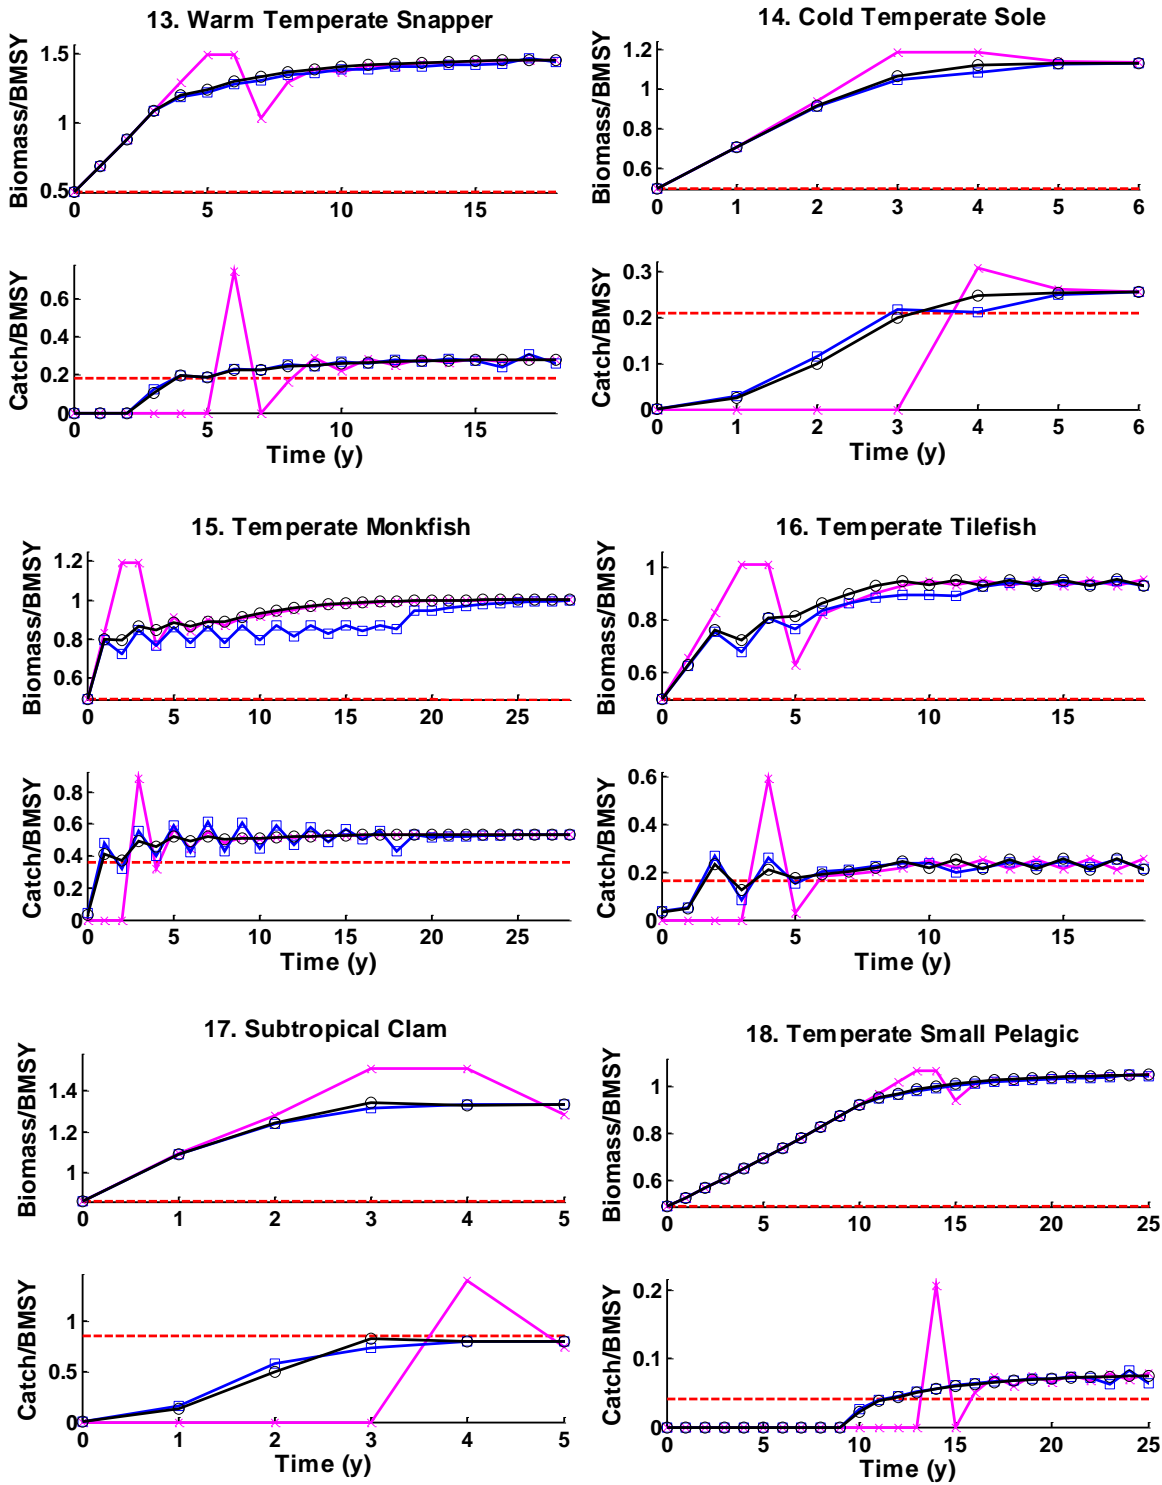 13. Warm Temperate Snapper
Biomass/BMSY
1.5
1
0.5
0 5 10 15
Catch/BMSY
0.6
0.4
0.2
0
0 5 10 15
Time (y)
14. Cold Temperate Sole
Biomass/BMSY
1.2
1
0.8
0.6
0 1 2 3 4 5 6
Catch/BMSY
0.3
0.2
0.1
0
0 1 2 3 4 5 6
Time (y)
15. Temperate Monkfish
Biomass/BMSY
1.2
1
0.8
0.6
0 5 10 15 20 25
Catch/BMSY
0.8
0.6
0.4
0.2
0
0 5 10 15 20 25
Time (y)
16. Temperate Tilefish
Biomass/BMSY
1
0.8
0.6
0 5 10 15
Catch/BMSY
0.6
0.4
0.2
0
0 5 10 15
Time (y)
17. Subtropical Clam
Biomass/BMSY
1.4
1.2
1
0 1 2 3 4 5
Catch/BMSY
1
0.5
0
0 1 2 3 4 5
Time (y)
18. Temperate Small Pelagic
Biomass/BMSY
1
0.8
0.6
0 5 10 15 20 25
Catch/BMSY
0.2
0.1
0
0 5 10 15 20 25
Time (y)